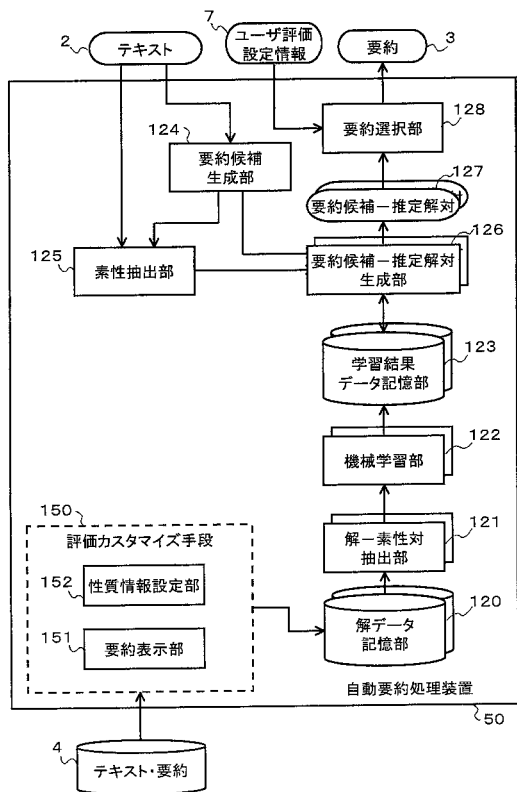 2
テキスト
7
ユーザ評価
設定情報
要約
3
124
要約候補
生成部
要約選択部
128
127
要約候補－推定解対
125
素性抽出部
126
要約候補－推定解対
生成部
学習結果
データ記憶部
123
122
機械学習部
150
評価カスタマイズ手段
121
解－素性対
抽出部
152
性質情報設定部
120
解データ
記憶部
151
要約表示部
自動要約処理装置
50
4
テキスト・要約